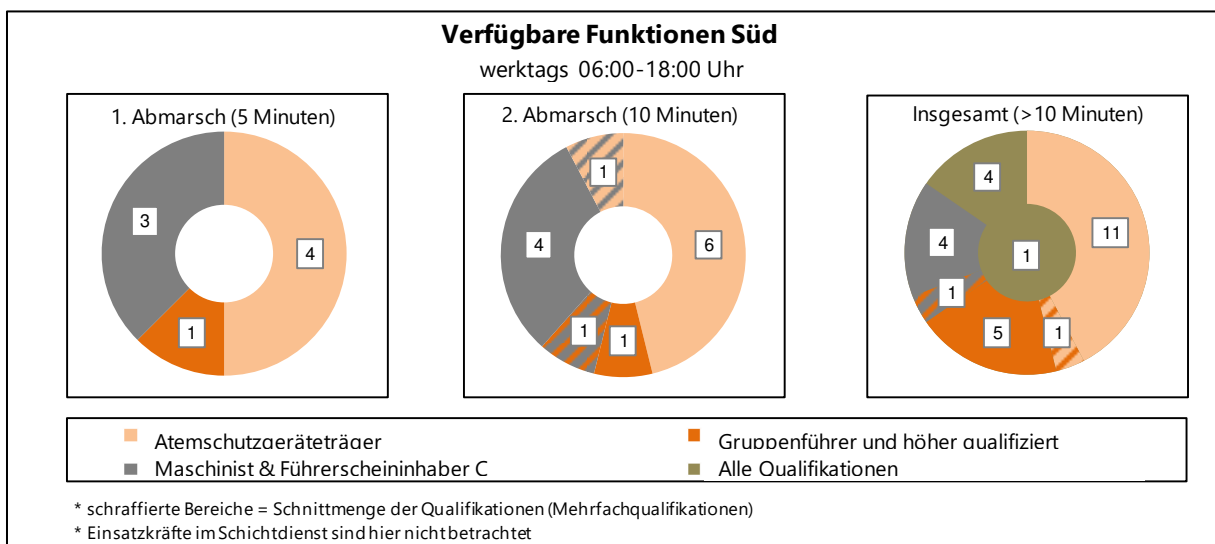 Verfügbare Funktionen Süd
werktags 06:00-18:00 Uhr
1. Abmarsch (5 Minuten)
3
4
1
2. Abmarsch (10 Minuten)
1
4
6
1
1
Insgesamt (>10 Minuten)
4
11
4
1
1
5
1
Atemschutzgeräteträger
Gruppenführer und höher qualifiziert
Maschinist & Führerscheininhaber C
Alle Qualifikationen
* schraffierte Bereiche = Schnittmenge der Qualifikationen (Mehrfachqualifikationen)
* Einsatzkräfte im Schichtdienst sind hier nicht betrachtet